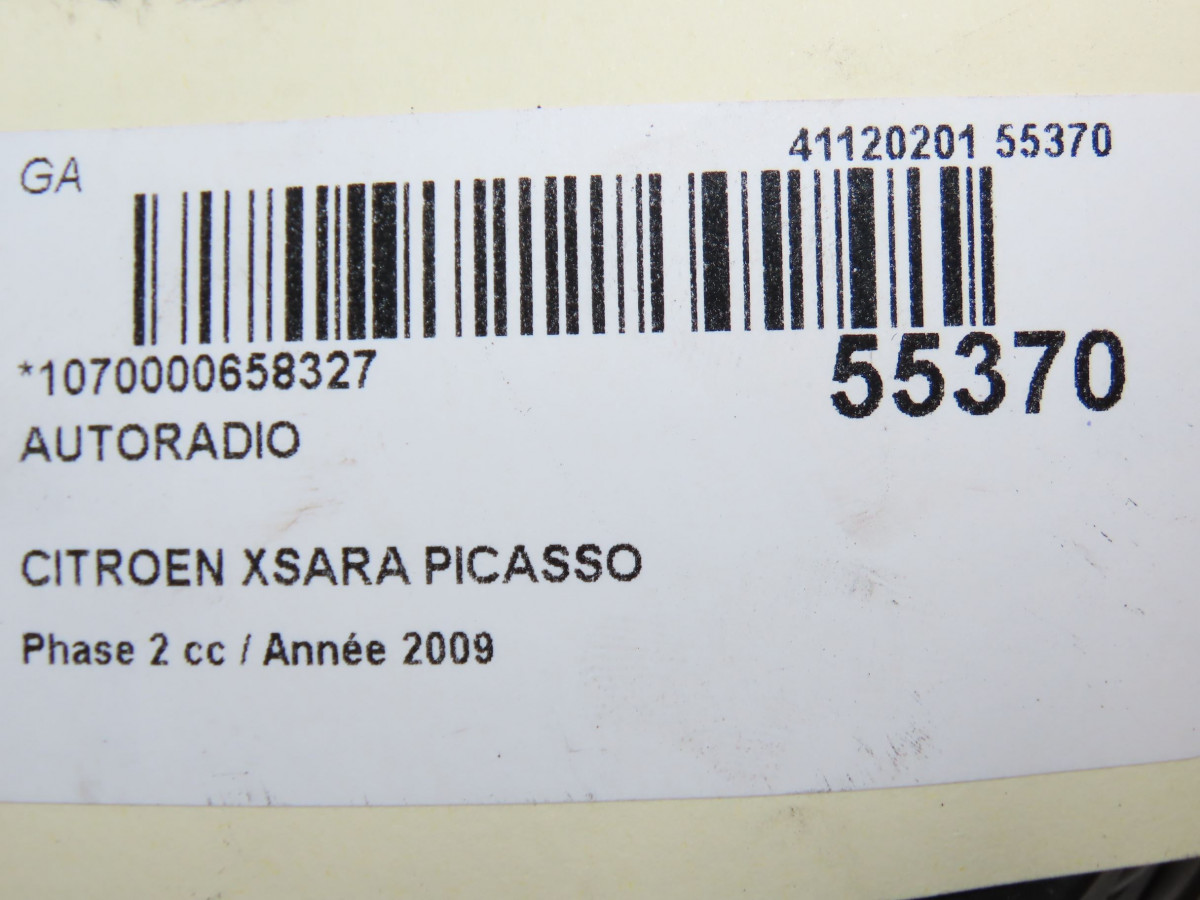 GA
41120201 55370
*1070000658327
55370
AUTORADIO
CITROEN XSARA PICASSO
Phase 2 cc / Année 2009